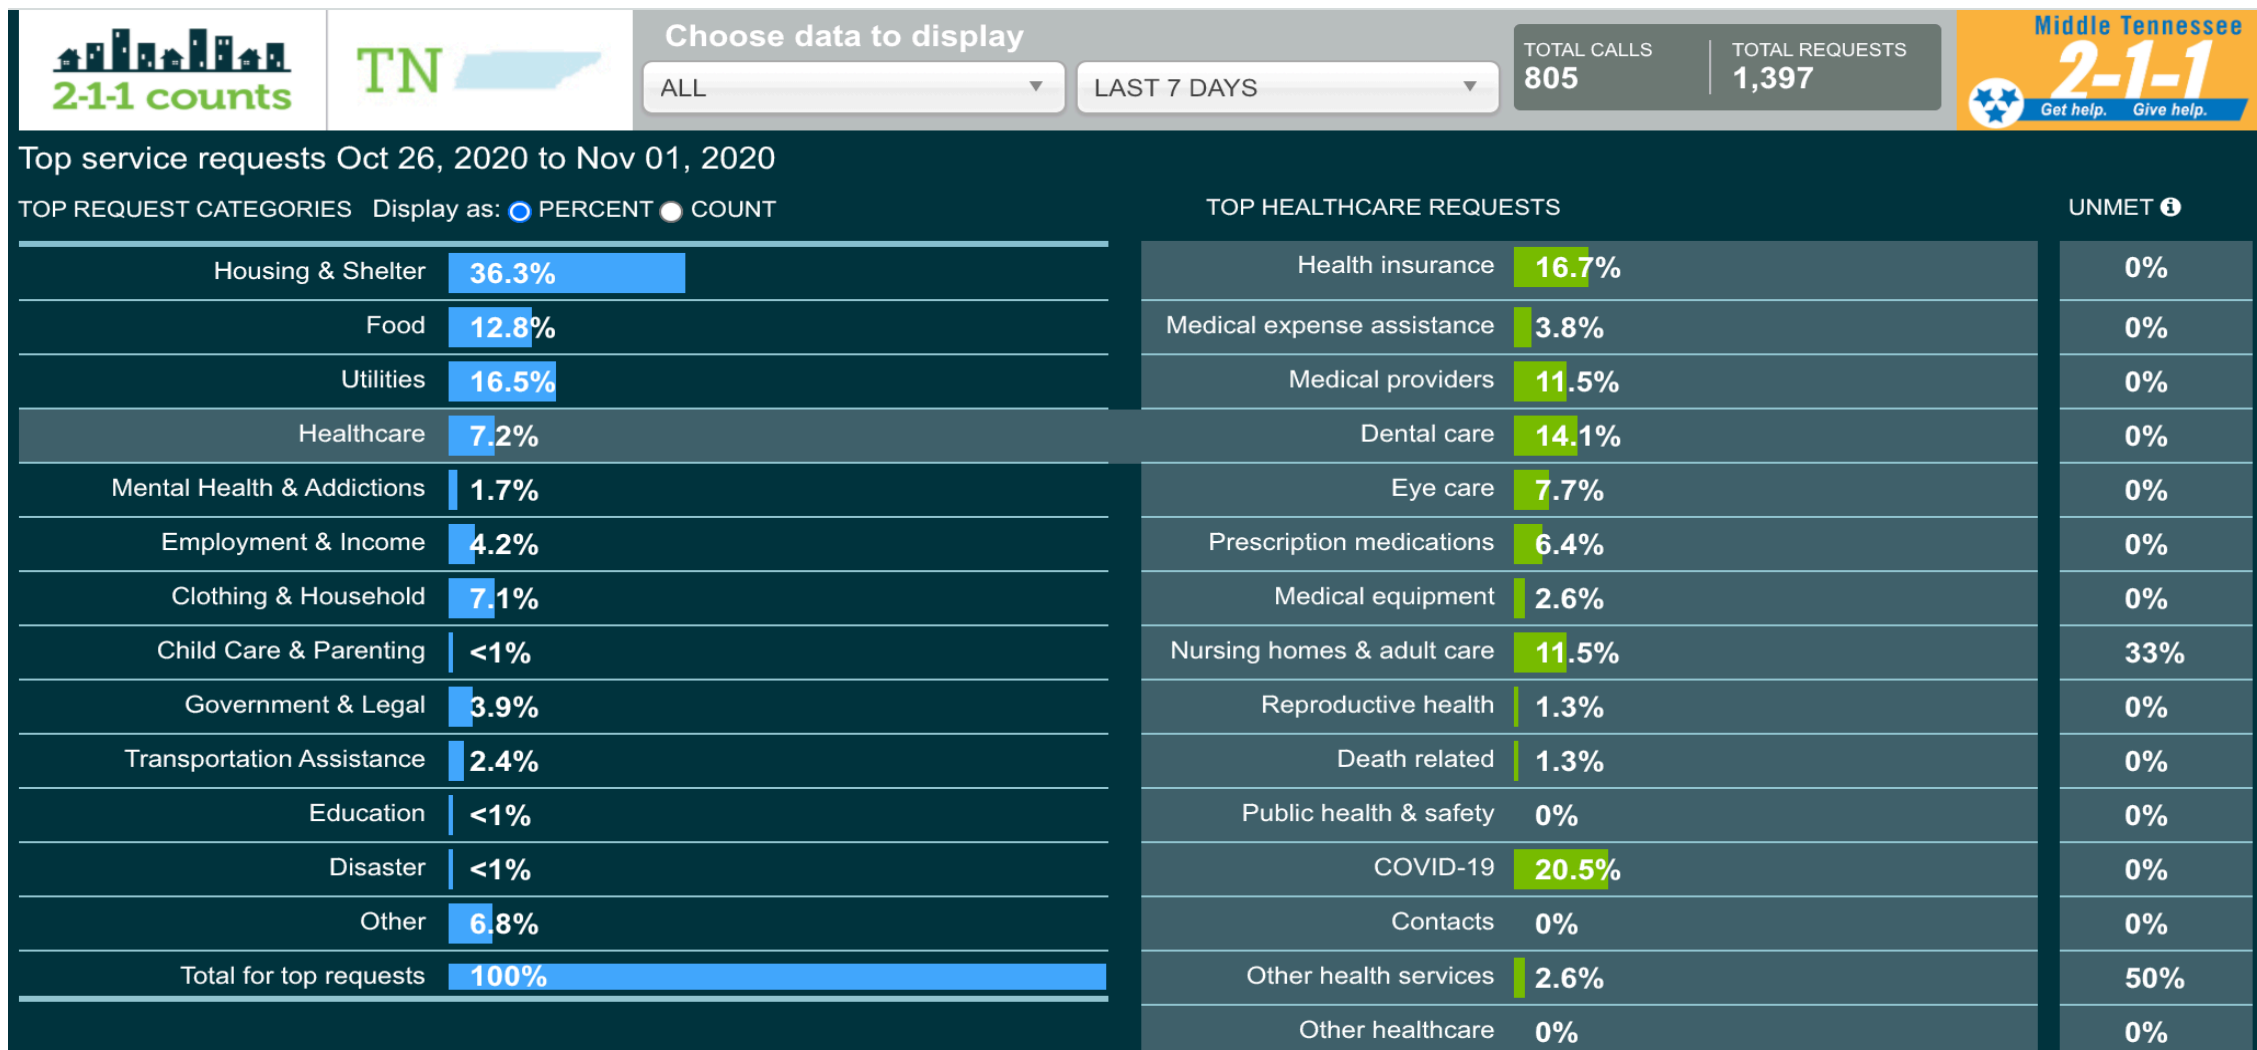 2-1-1 counts
TN
Choose data to display
ALL
LAST 7 DAYS
TOTAL CALLS
805
TOTAL REQUESTS
1,397
Middle Tennessee
2-1-1
Get help. Give help.
Top service requests Oct 26, 2020 to Nov 01, 2020
TOP REQUEST CATEGORIES Display as: PERCENT COUNT
Housing & Shelter 36.3%
Food 12.8%
Utilities 16.5%
Healthcare 7.2%
Mental Health & Addictions 1.7%
Employment & Income 4.2%
Clothing & Household 7.1%
Child Care & Parenting <1%
Government & Legal 3.9%
Transportation Assistance 2.4%
Education <1%
Disaster <1%
Other 6.8%
Total for top requests 100%
TOP HEALTHCARE REQUESTS UNMET
Health insurance 16.7% 0%
Medical expense assistance 3.8% 0%
Medical providers 11.5% 0%
Dental care 14.1% 0%
Eye care 7.7% 0%
Prescription medications 6.4% 0%
Medical equipment 2.6% 0%
Nursing homes & adult care 11.5% 33%
Reproductive health 1.3% 0%
Death related 1.3% 0%
Public health & safety 0% 0%
COVID-19 20.5% 0%
Contacts 0% 0%
Other health services 2.6% 50%
Other healthcare 0% 0%